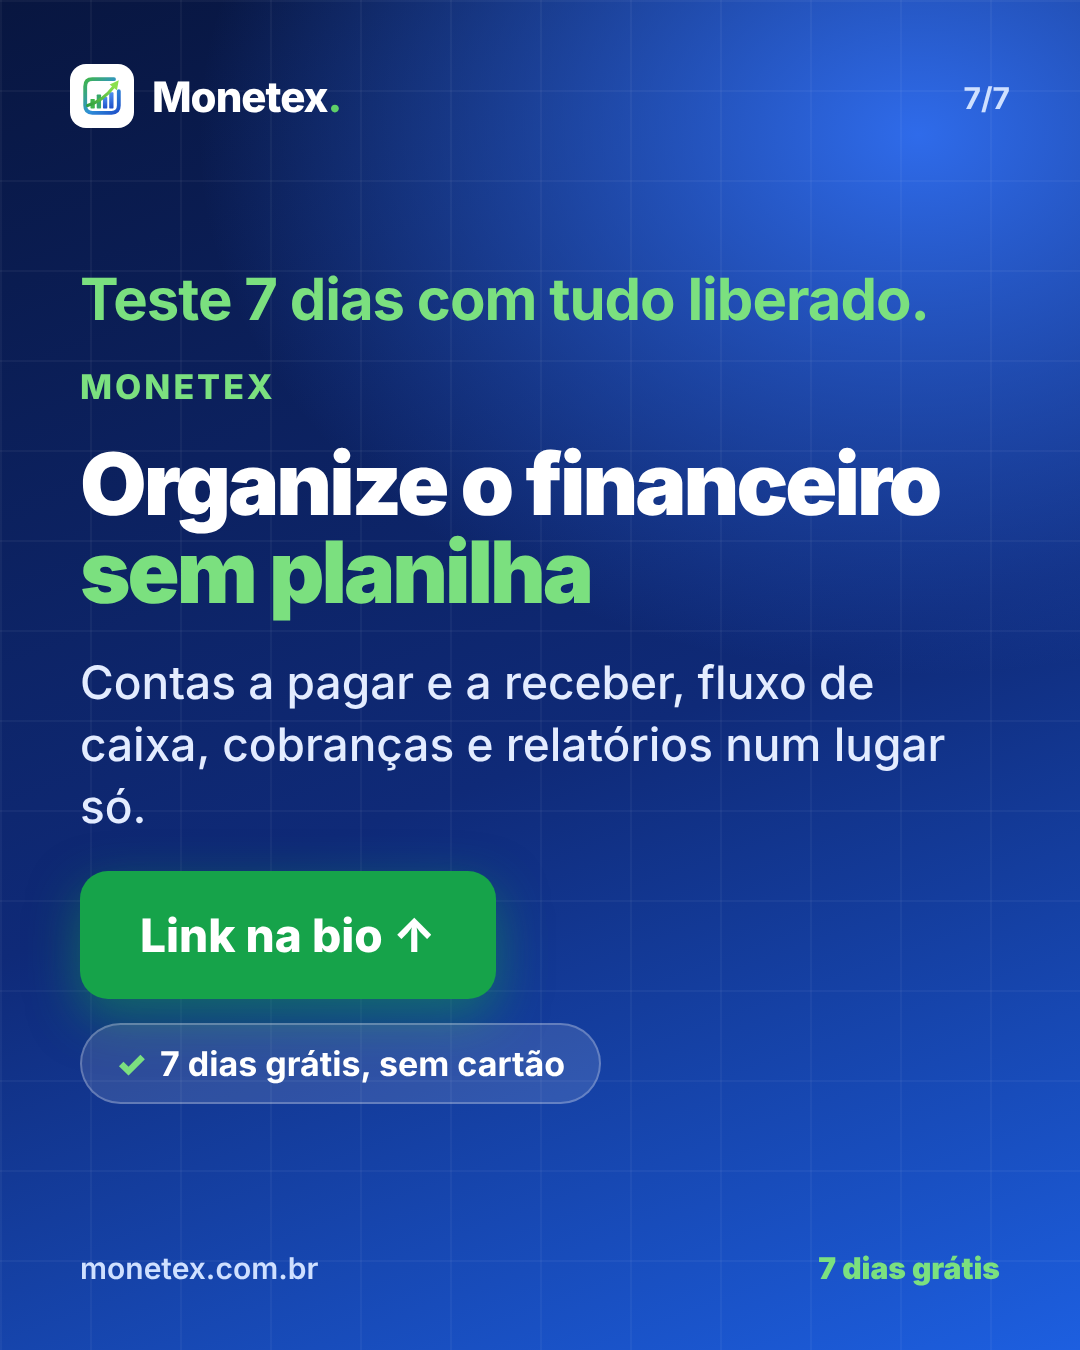 Monetex.
7/7
Teste 7 dias com tudo liberado.
MONETEX
Organize o financeiro
sem planilha
Contas a pagar e a receber, fluxo de
caixa, cobranças e relatórios num lugar
só.
Link na bio ↑
✓ 7 dias grátis, sem cartão
monetex.com.br
7 dias grátis